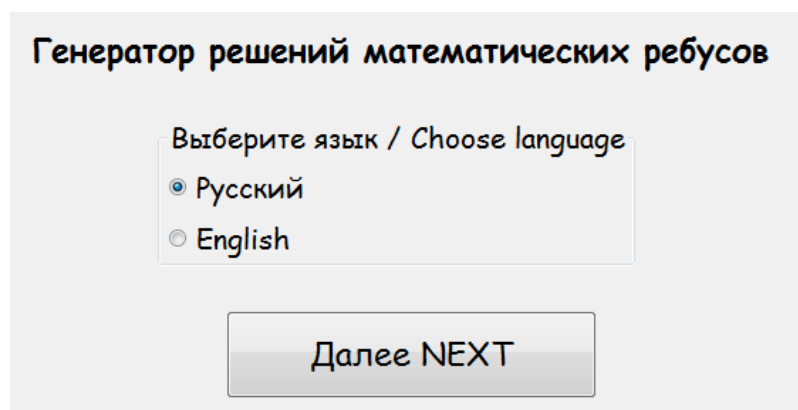 Генератор решений математических ребусов
Выберите язык / Choose language
Русский
English
Далее NEXT